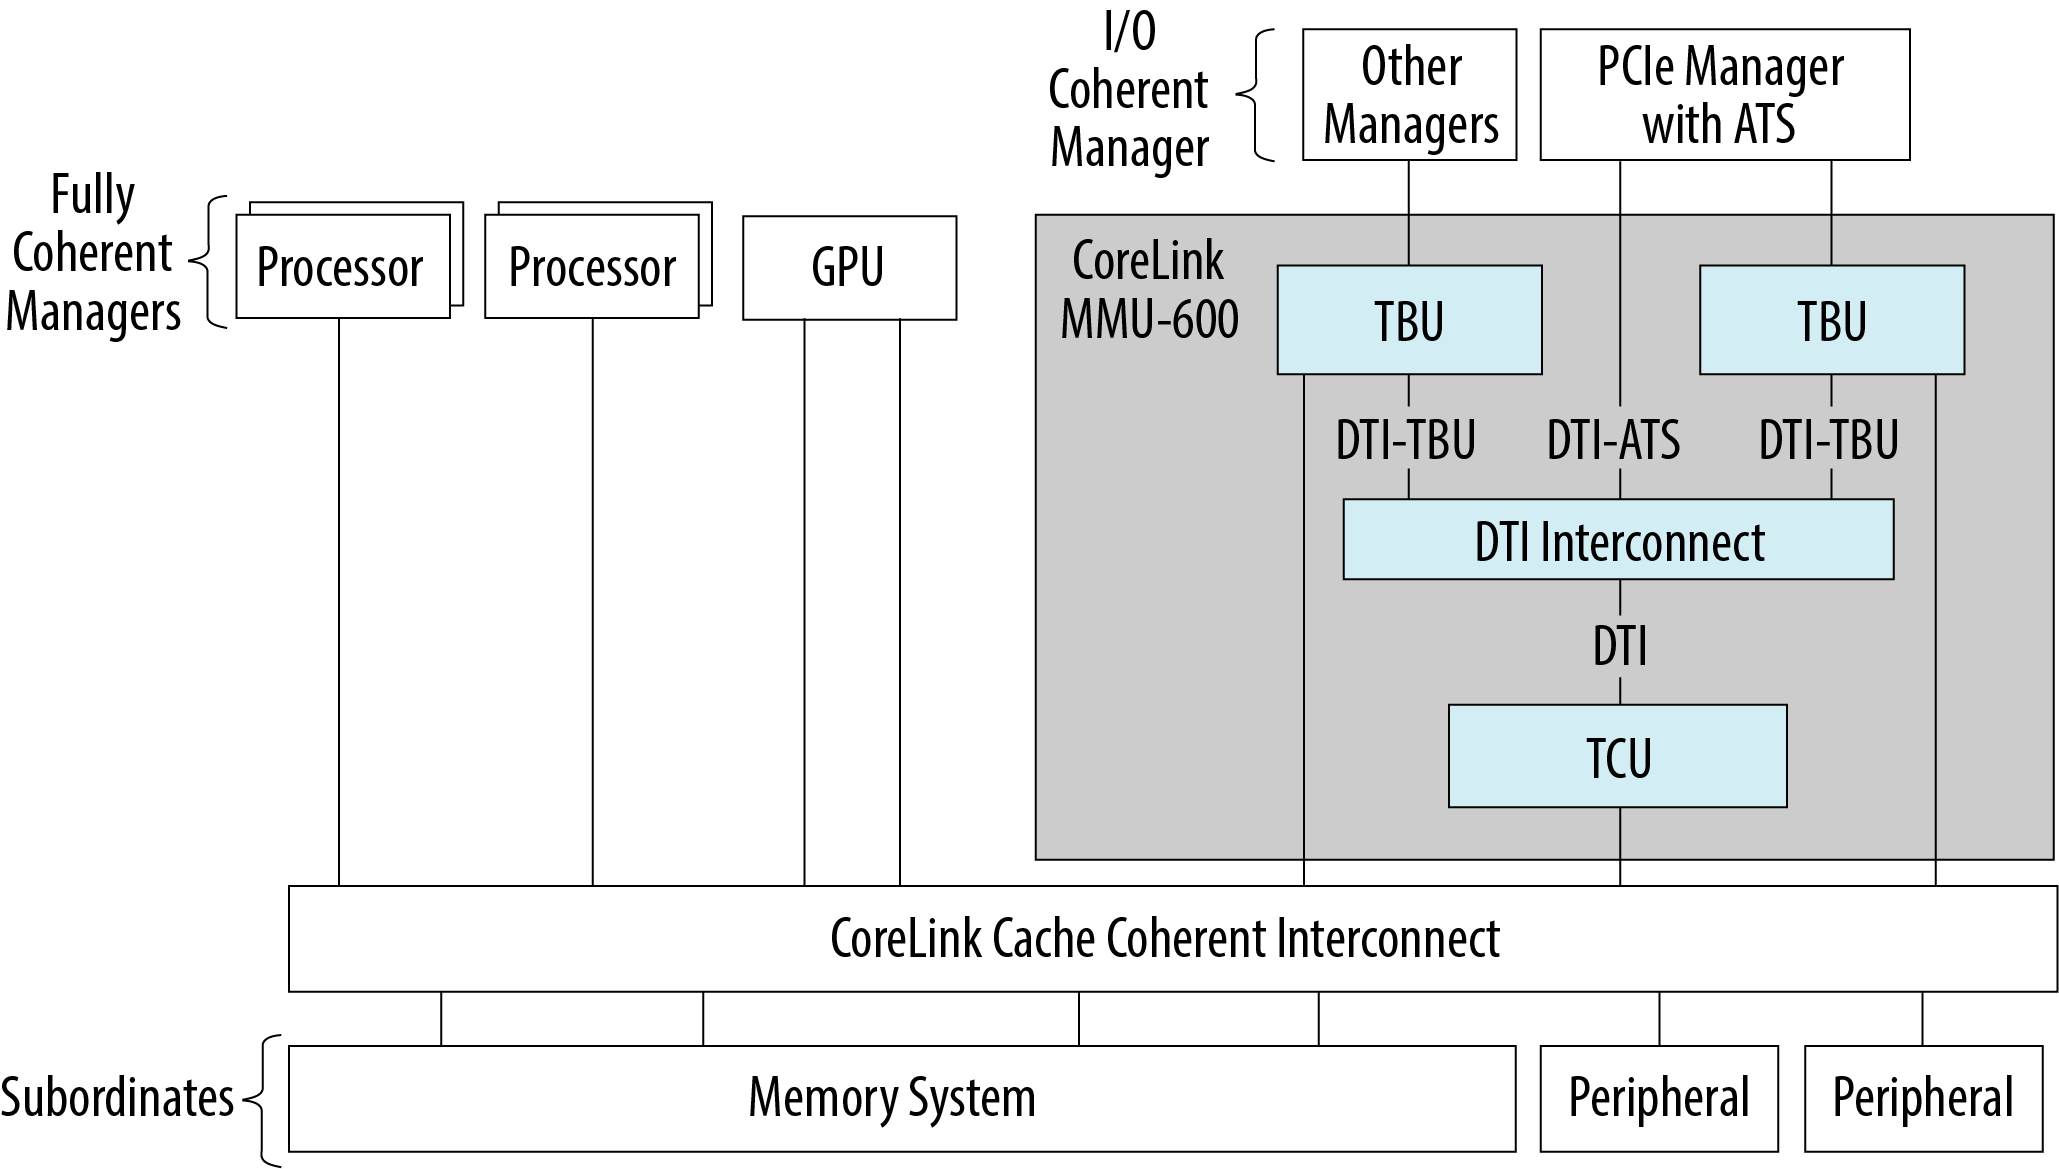 I/O
Coherent
Manager
Other
Managers
PCIe Manager
with ATS
Fully
Coherent
Managers
Processor
Processor
GPU
CoreLink
MMU-600
TBU
TBU
DTI-TBU
DTI-ATS
DTI-TBU
DTI Interconnect
DTI
TCU
CoreLink Cache Coherent Interconnect
Subordinates
Memory System
Peripheral
Peripheral